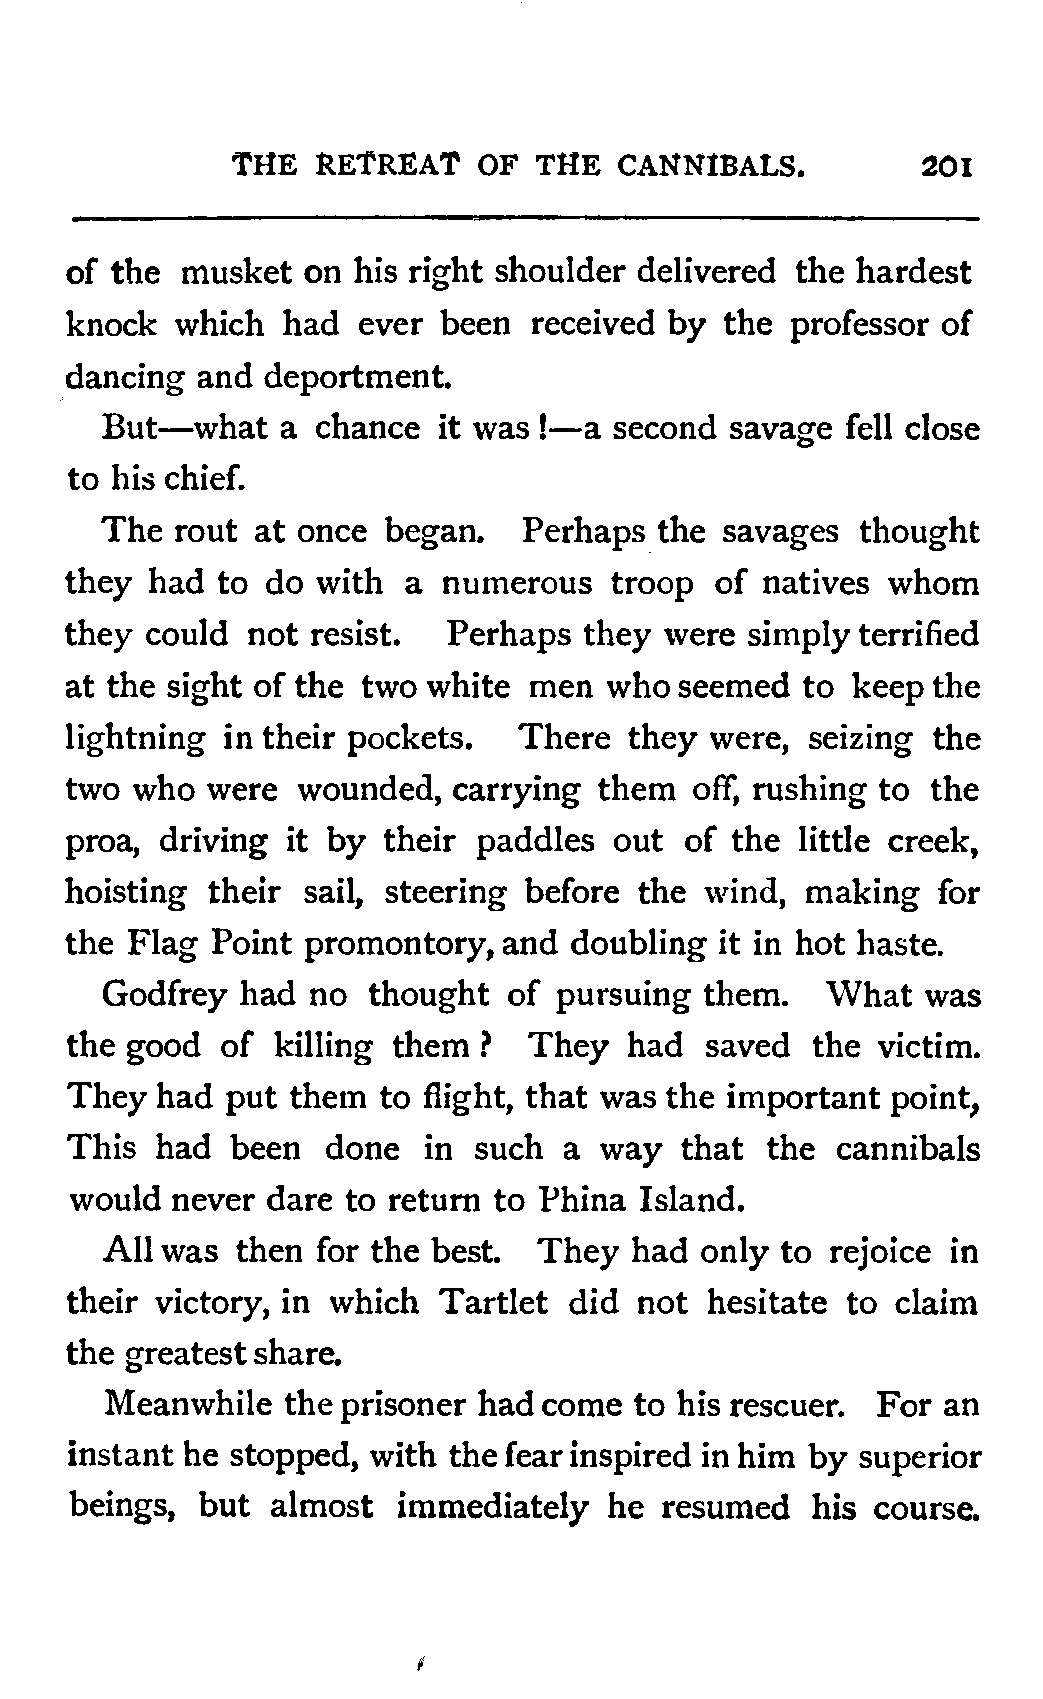 THE RETREAT OF THE CANNIBALS. 201
of the musket on his right shoulder delivered the hardest
knock which had ever been received by the professor of
dancing and deportment.
But—what a chance it was !—a second savage fell close
to his chief.
The rout at once began. Perhaps the savages thought
they had to do with a numerous troop of natives whom
they could not resist. Perhaps they were simply terrified
at the sight of the two white men who seemed to keep the
lightning in their pockets. There they were, seizing the
two who were wounded, carrying them off, rushing to the
proa, driving it by their paddles out of the little creek,
hoisting their sail, steering before the wind, making for
the Flag Point promontory, and doubling it in hot haste.
Godfrey had no thought of pursuing them. What was
the good of killing them ? They had saved the victim.
They had put them to flight, that was the important point,
This had been done in such a way that the cannibals
would never dare to return to Phina Island.
All was then for the best. They had only to rejoice in
their victory, in which Tartlet did not hesitate to claim
the greatest share.
Meanwhile the prisoner had come to his rescuer. For an
instant he stopped, with the fear inspired in him by superior
beings, but almost immediately he resumed his course.